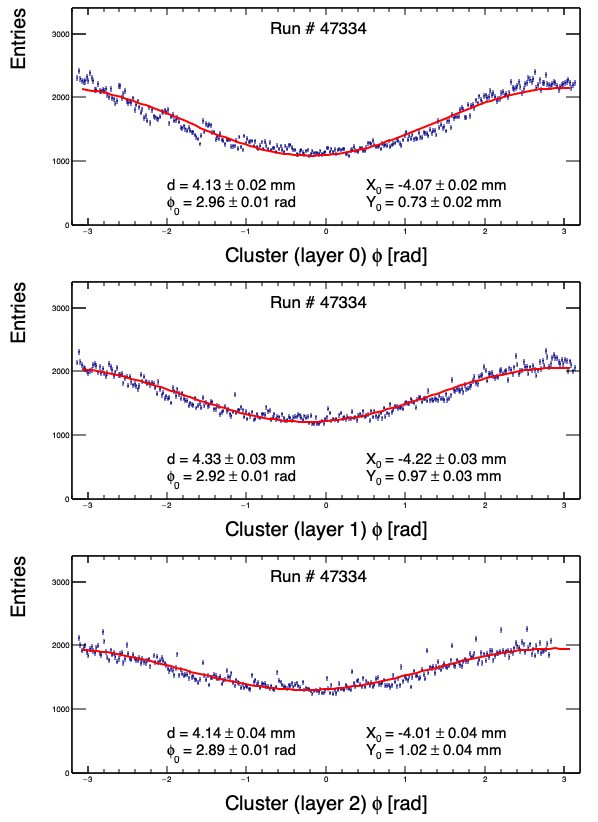 Entries
Run # 47334
3000
2000
1000
0
d = 4.13 ± 0.02 mm
X0 = -4.07 ± 0.02 mm
ϕ0 = 2.96 ± 0.01 rad
Y0 = 0.73 ± 0.02 mm
−3 −2 −1 0 1 2 3
Cluster (layer 0) ϕ [rad]
Entries
Run # 47334
3000
2000
1000
0
d = 4.33 ± 0.03 mm
X0 = -4.22 ± 0.03 mm
ϕ0 = 2.92 ± 0.01 rad
Y0 = 0.97 ± 0.03 mm
−3 −2 −1 0 1 2 3
Cluster (layer 1) ϕ [rad]
Entries
Run # 47334
3000
2000
1000
0
d = 4.14 ± 0.04 mm
X0 = -4.01 ± 0.04 mm
ϕ0 = 2.89 ± 0.01 rad
Y0 = 1.02 ± 0.04 mm
−3 −2 −1 0 1 2 3
Cluster (layer 2) ϕ [rad]